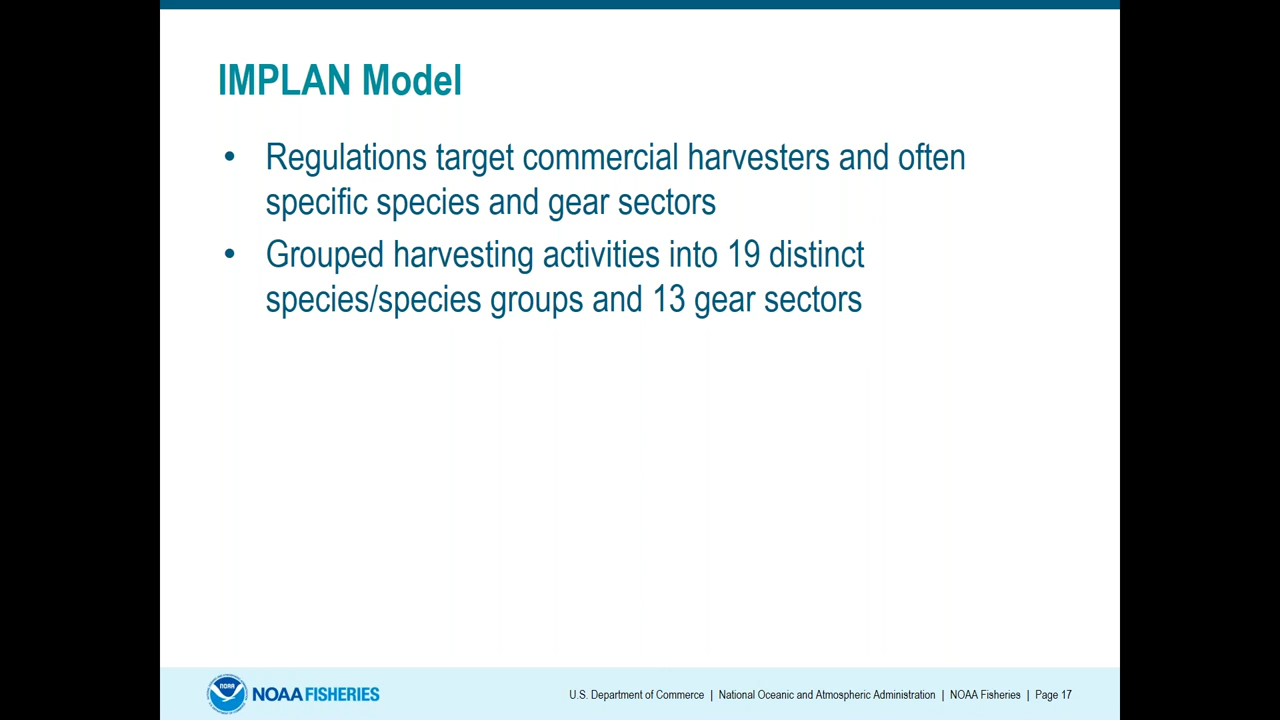 IMPLAN Model
• Regulations target commercial harvesters and often
specific species and gear sectors
• Grouped harvesting activities into 19 distinct
species/species groups and 13 gear sectors
NOAA
NOAA FISHERIES
U.S. Department of Commerce | National Oceanic and Atmospheric Administration | NOAA Fisheries | Page 17